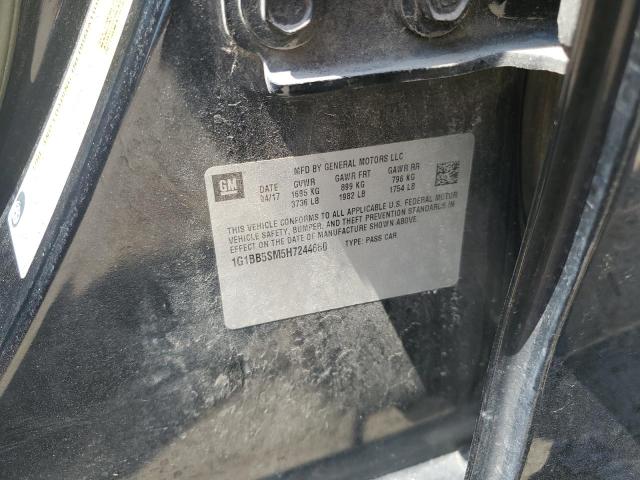 GM
MFD BY GENERAL MOTORS LLC
DATE GVWR GAWR FRT GAWR RR
04/17 1695 KG 899 KG 796 KG
3736 LB 1982 LB 1754 LB
THIS VEHICLE CONFORMS TO ALL APPLICABLE U.S. FEDERAL MOTOR
VEHICLE SAFETY, BUMPER, AND THEFT PREVENTION STANDARDS IN
EFFECT ON THE DATE OF MANUFACTURE SHOWN ABOVE.
1G1BB5SM5H7244680 TYPE: PASS CAR